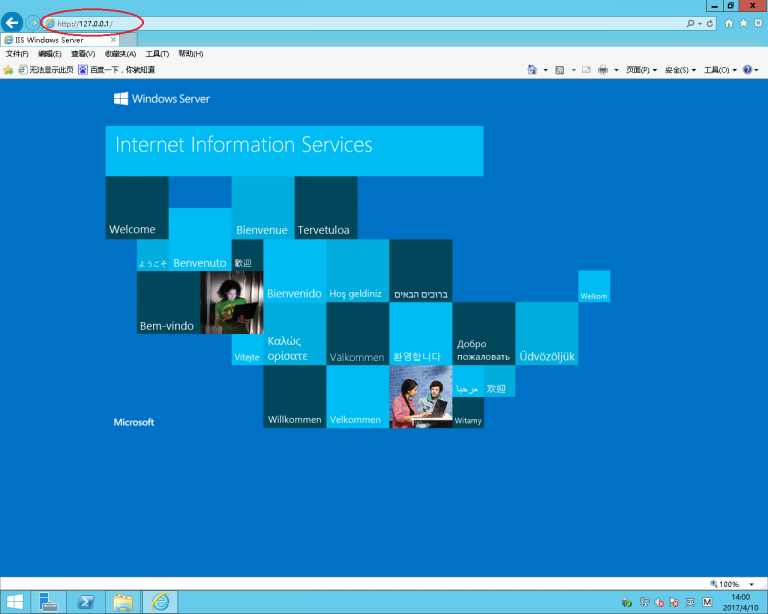 http://127.0.0.1/
IIS Windows Server
文件(F) 编辑(E) 查看(V) 收藏夹(A) 工具(T) 帮助(H)
无法显示此页 百度一下，你就知道 页面(P) 安全(S) 工具(O)
Windows Server
Internet Information Services
Welcome
Bienvenue
Tervetuloa
ようこそ
Benvenuto
歡迎
Bienvenido
Hoş geldiniz
ברוכים הבאים
Welkom
Bem-vindo
Vítejte
Καλώς
ορίσατε
Välkommen
환영합니다
Добро
пожаловать
Üdvözöljük
Microsoft
Willkommen
Velkommen
مرحبا
欢迎
Witamy
100%
14:00
2017/4/10
M